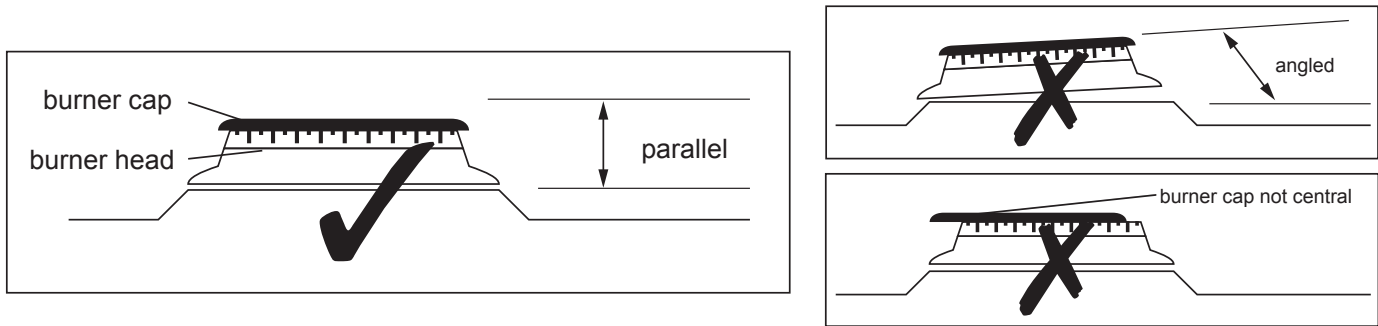 burner cap
burner head
parallel
angled
burner cap not central